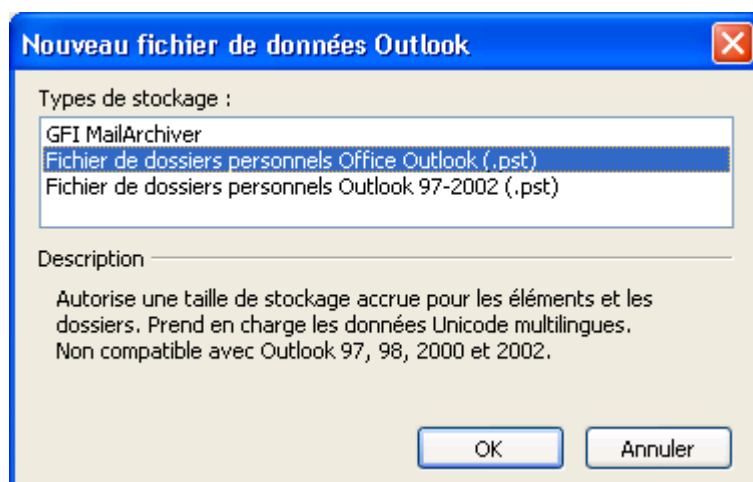 Nouveau fichier de données Outlook
Types de stockage :
GFI MailArchiver
Fichier de dossiers personnels Office Outlook (.pst)
Fichier de dossiers personnels Outlook 97-2002 (.pst)
Description
Autorise une taille de stockage accrue pour les éléments et les
dossiers. Prend en charge les données Unicode multilingues.
Non compatible avec Outlook 97, 98, 2000 et 2002.
OK Annuler